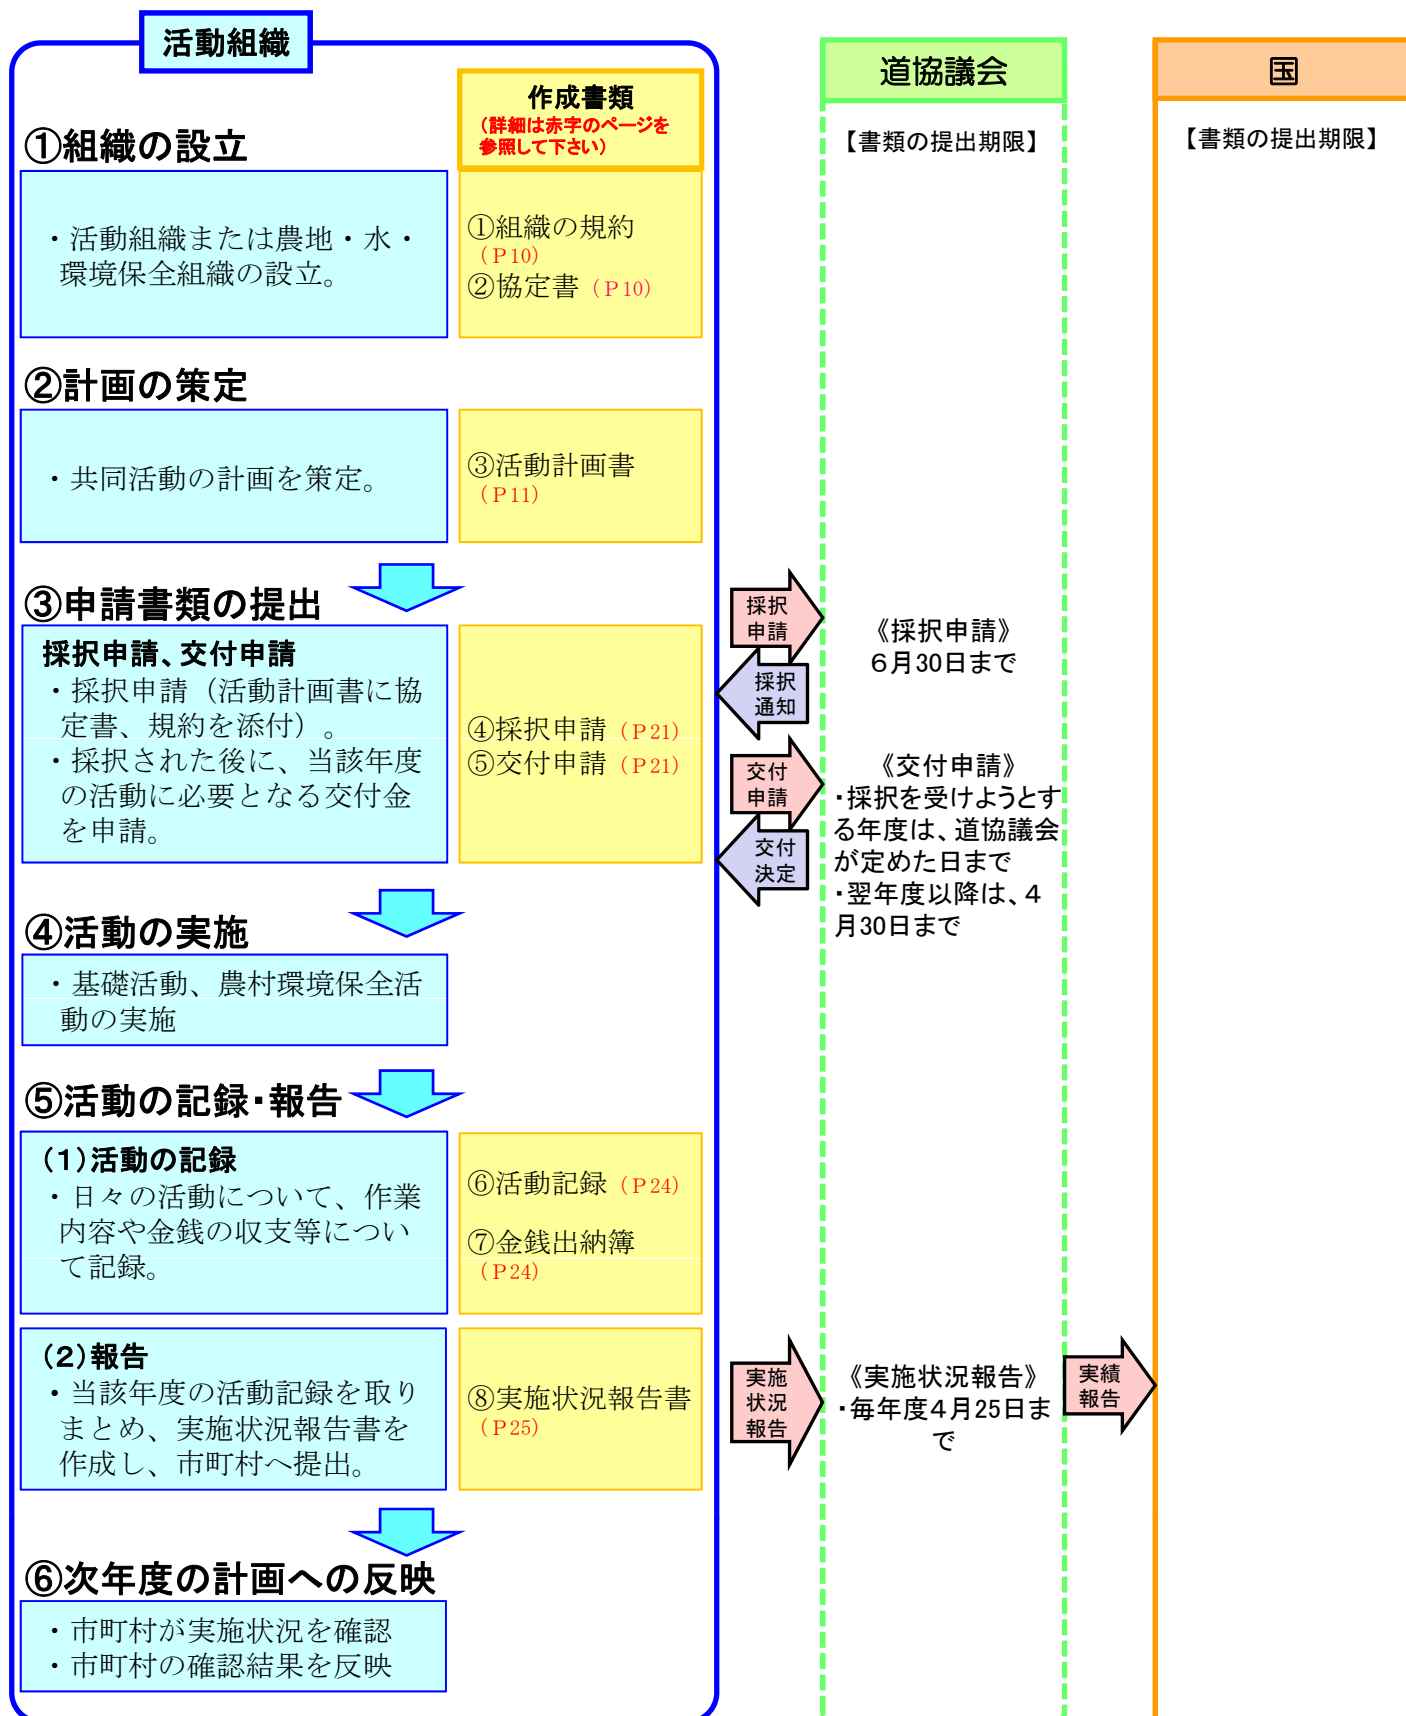 活動組織
作成書類
（詳細は赤字のページを
参照して下さい）
道協議会
国
【書類の提出期限】
【書類の提出期限】
①組織の設立
・活動組織または農地・水・
環境保全組織の設立。
①組織の規約
（P10）
②協定書（P10）
②計画の策定
・共同活動の計画を策定。
③活動計画書
（P11）
③申請書類の提出
採択申請、交付申請
・採択申請（活動計画書に協
定書、規約を添付）。
・採択された後に、当該年度
の活動に必要となる交付金
を申請。
④採択申請（P21）
⑤交付申請（P21）
採択
申請
採択
通知
交付
申請
交付
決定
《採択申請》
６月30日まで
《交付申請》
・採択を受けようとす
る年度は、道協議会
が定めた日まで
・翌年度以降は、４
月30日まで
④活動の実施
・基礎活動、農村環境保全活
動の実施
⑤活動の記録・報告
（１）活動の記録
・日々の活動について、作業
内容や金銭の収支等につい
て記録。
⑥活動記録（P24）
⑦金銭出納簿
（P24）
（２）報告
・当該年度の活動記録を取り
まとめ、実施状況報告書を
作成し、市町村へ提出。
⑧実施状況報告書
（P25）
実施
状況
報告
《実施状況報告》
・毎年度４月25日ま
で
実績
報告
⑥次年度の計画への反映
・市町村が実施状況を確認
・市町村の確認結果を反映